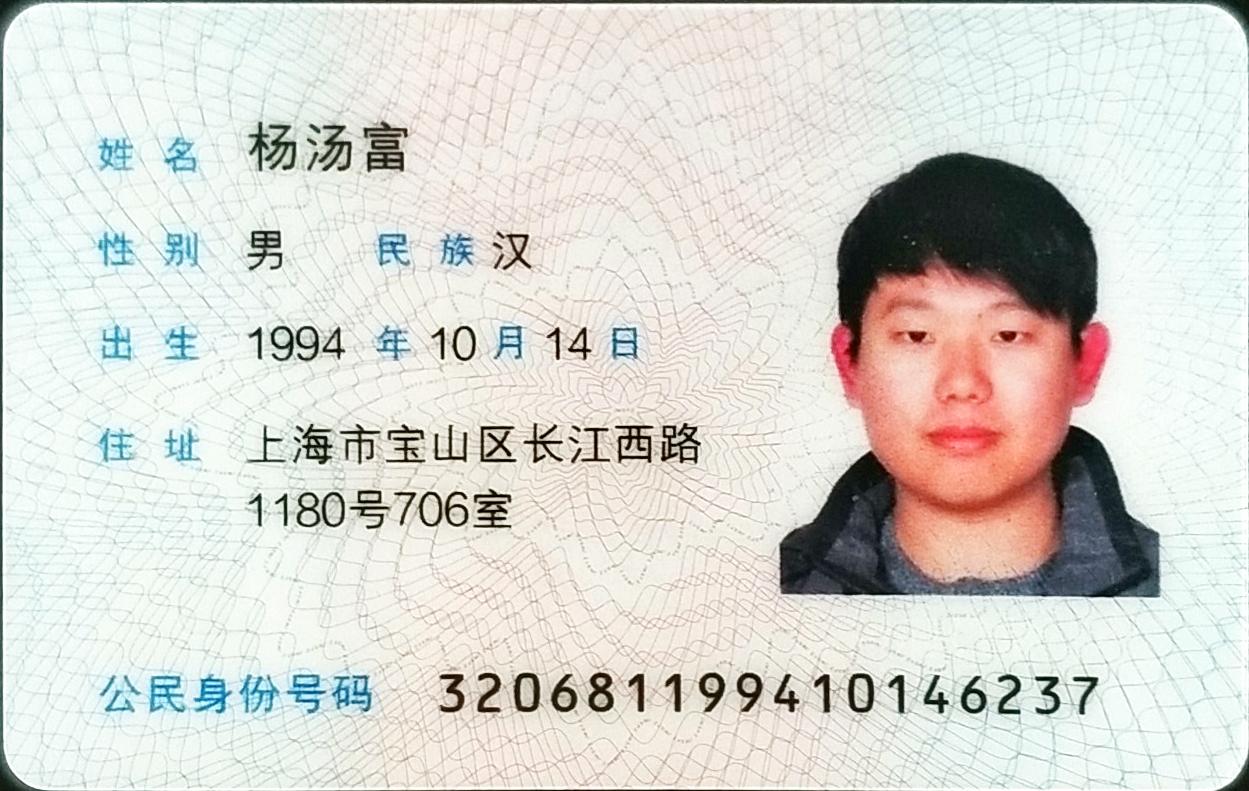 姓名 杨汤富
性别 男 民族 汉
出生 1994 年 10 月 14 日
住址 上海市宝山区长江西路
1180号706室
公民身份号码 320681199410146237